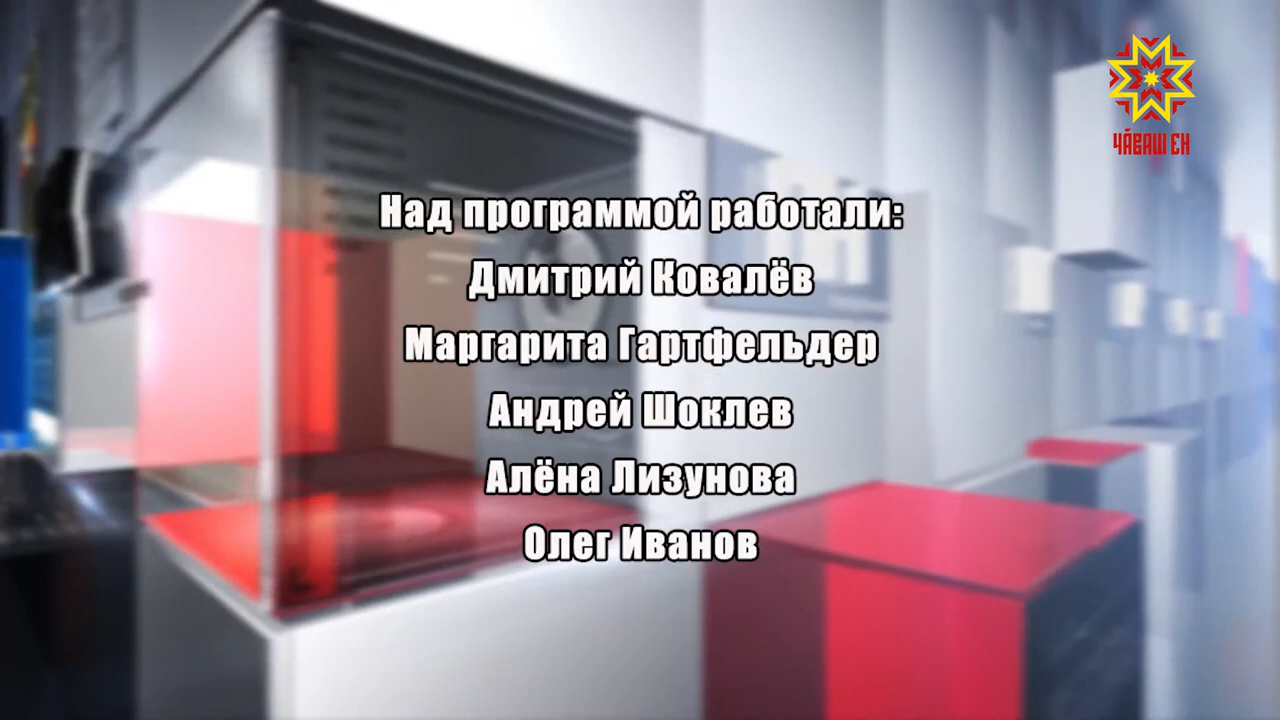 ЧӐВАШ ЕН
Над программой работали:
Дмитрий Ковалёв
Маргарита Гартфельдер
Андрей Шоклев
Алёна Лизунова
Олег Иванов